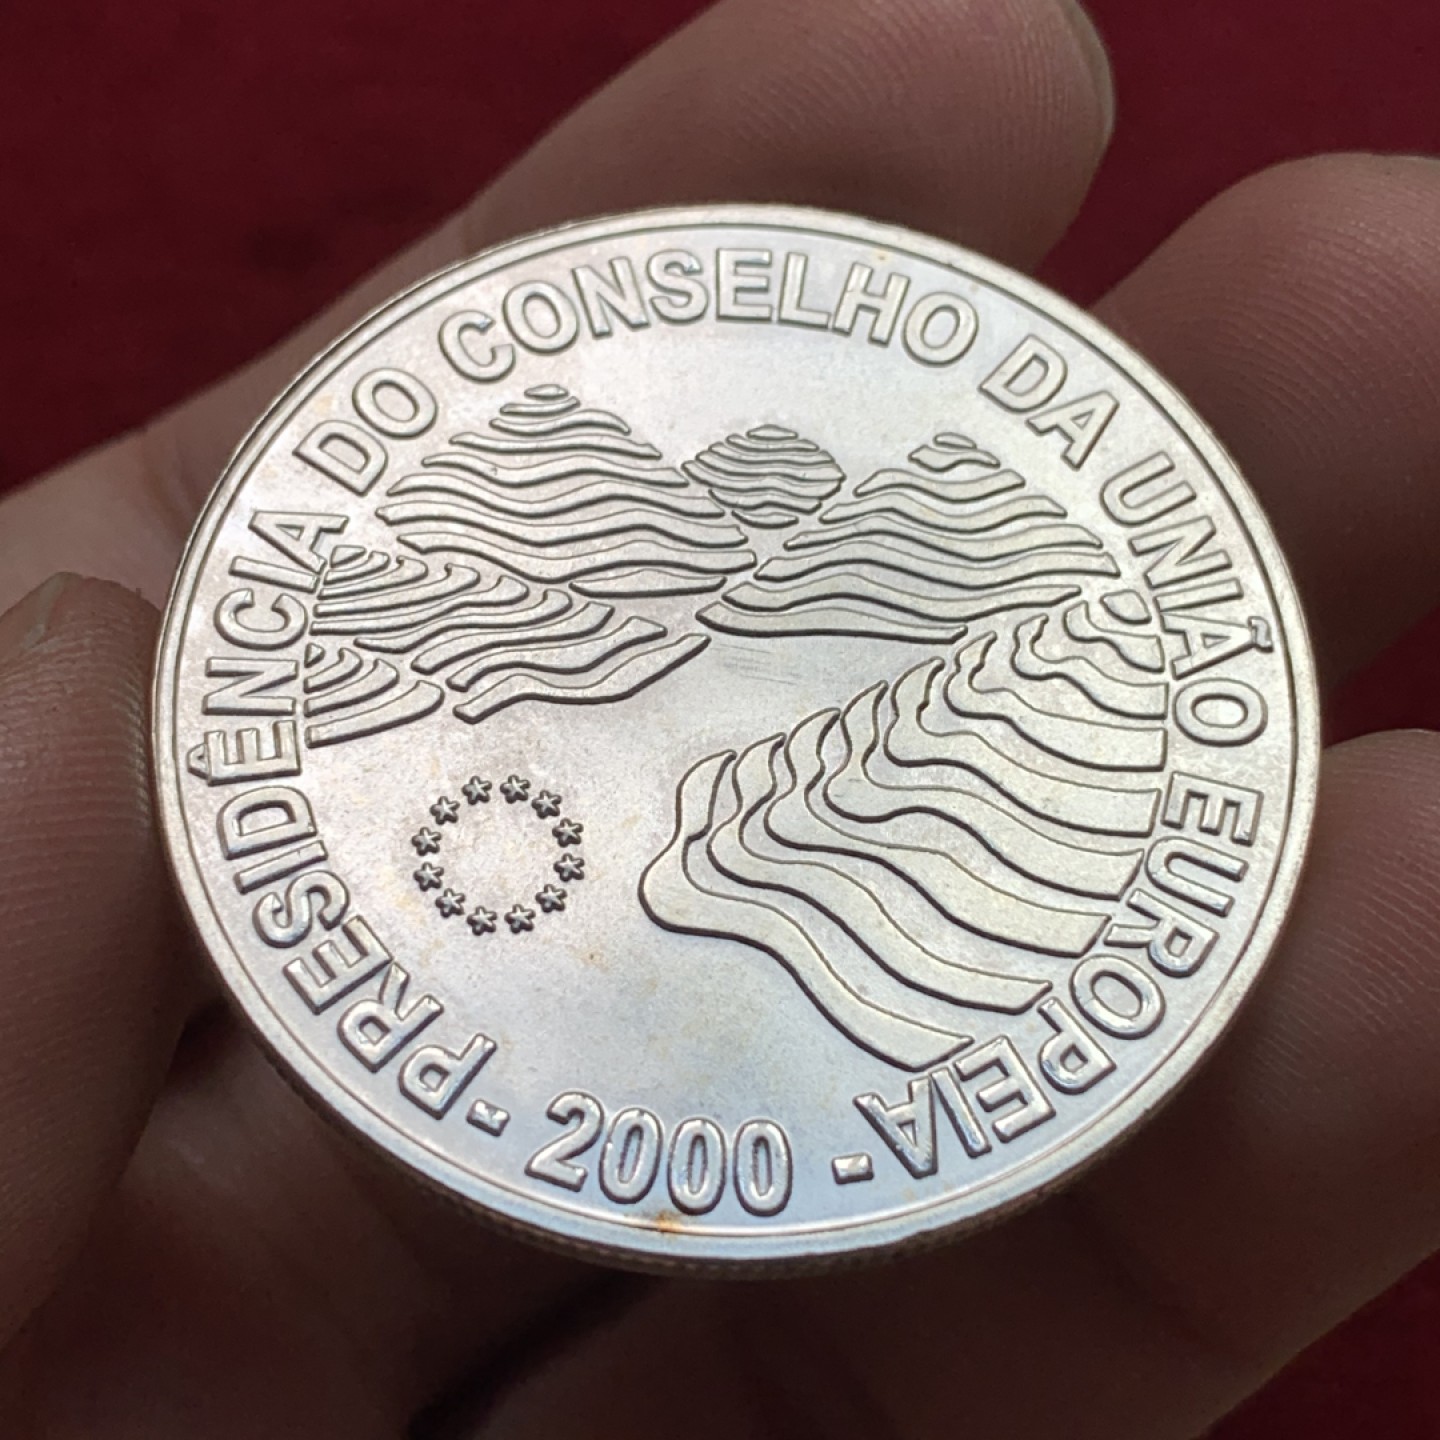 PRESIDÊNCIA DO CONSELHO DA UNIÃO EUROPEIA
- 2000 -